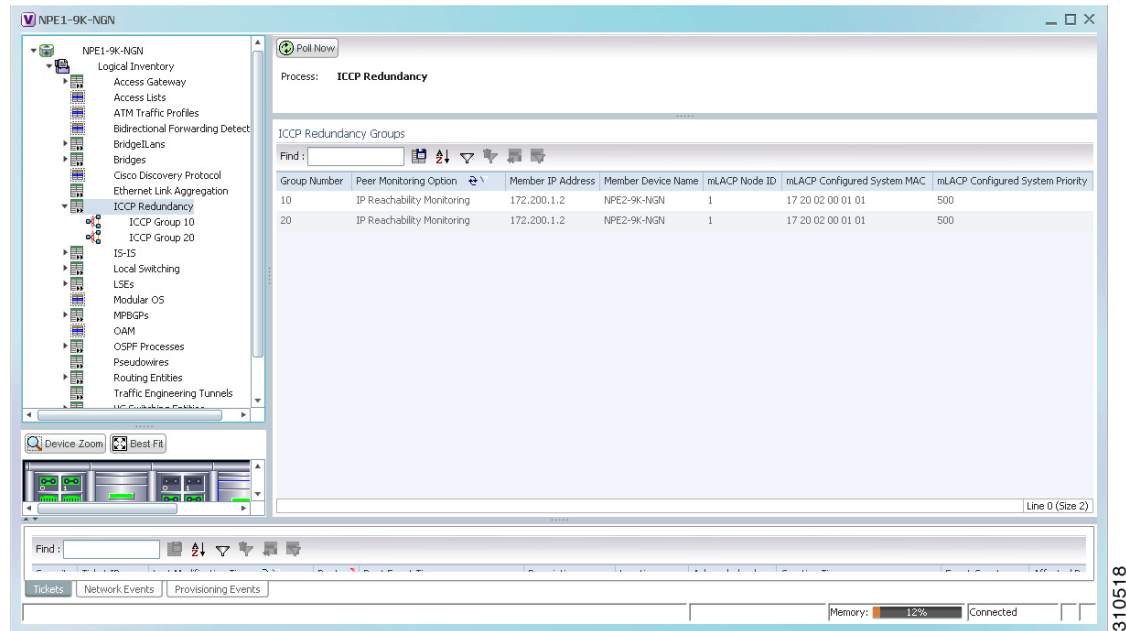 NPE1-9K-NGN
NPE1-9K-NGN
Logical Inventory
Access Gateway
Access Lists
ATM Traffic Profiles
Bidirectional Forwarding Detect
BridgeILans
Bridges
Cisco Discovery Protocol
Ethernet Link Aggregation
ICCP Redundancy
ICCP Group 10
ICCP Group 20
IS-IS
Local Switching
LSEs
Modular OS
MPBGPs
OAM
OSPF Processes
Pseudowires
Routing Entities
Traffic Engineering Tunnels
Device Zoom Best Fit
Poll Now
Process: ICCP Redundancy
ICCP Redundancy Groups
Find :
Group Number Peer Monitoring Option Member IP Address Member Device Name mLACP Node ID mLACP Configured System MAC mLACP Configured System Priority
10 IP Reachability Monitoring 172.200.1.2 NPE2-9K-NGN 1 17 20 02 00 01 01 500
20 IP Reachability Monitoring 172.200.1.2 NPE2-9K-NGN 1 17 20 02 00 01 01 500
Line 0 (Size 2)
Find :
Tickets Network Events Provisioning Events
Memory: 12% Connected
310518